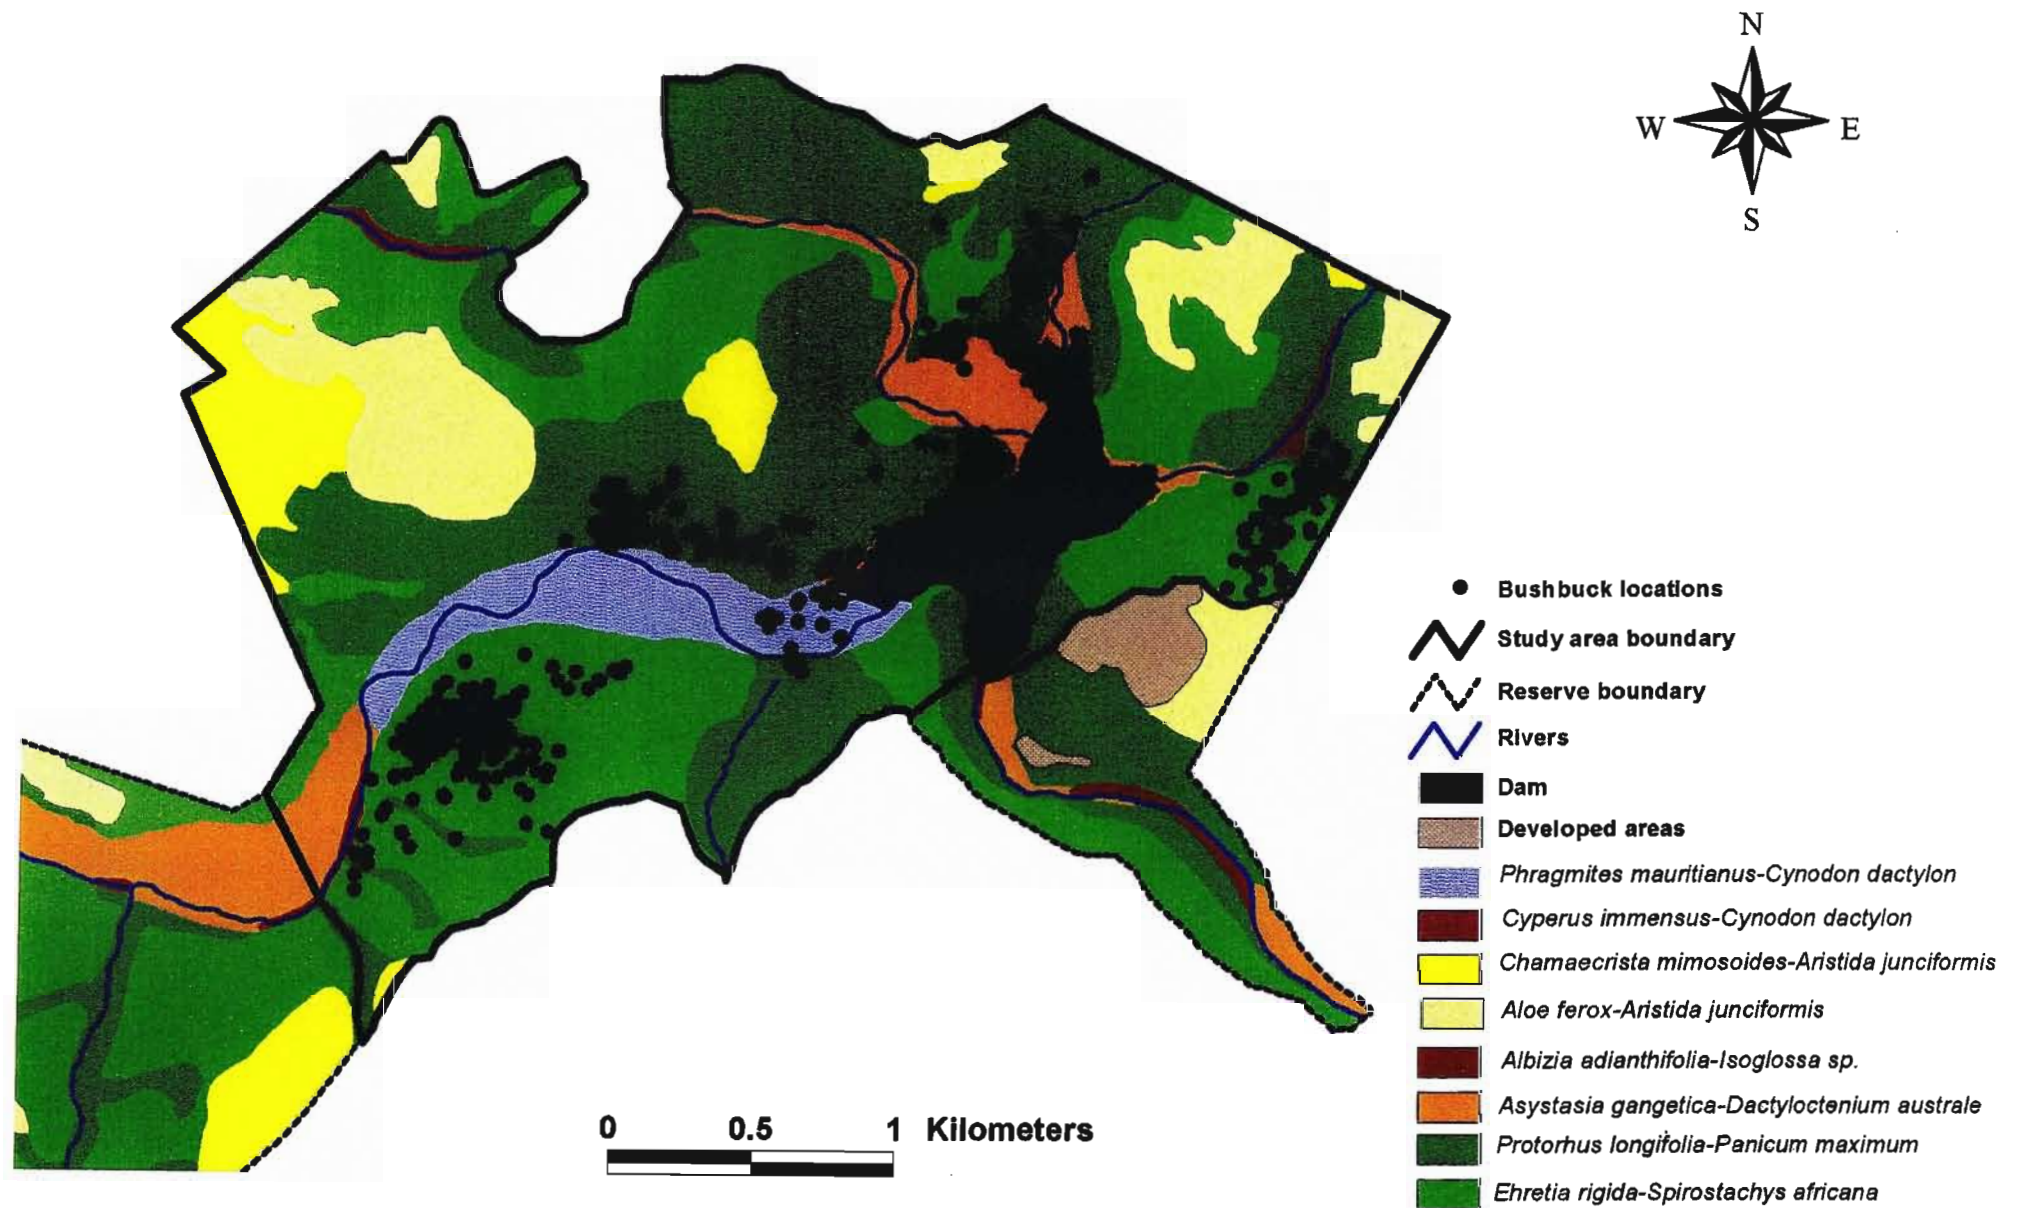 N
W E
S
Bushbuck locations
Study area boundary
Reserve boundary
Rivers
Dam
Developed areas
Phragmites mauritianus-Cynodon dactylon
Cyperus immensus-Cynodon dactylon
Chamaecrista mimosoides-Aristida junciformis
Aloe ferox-Aristida junciformis
Albizia adianthifolia-Isoglossa sp.
Asystasia gangetica-Dactyloctenium australe
Protorhus longifolia-Panicum maximum
Ehretia rigida-Spirostachys africana
0 0.5 1 Kilometers